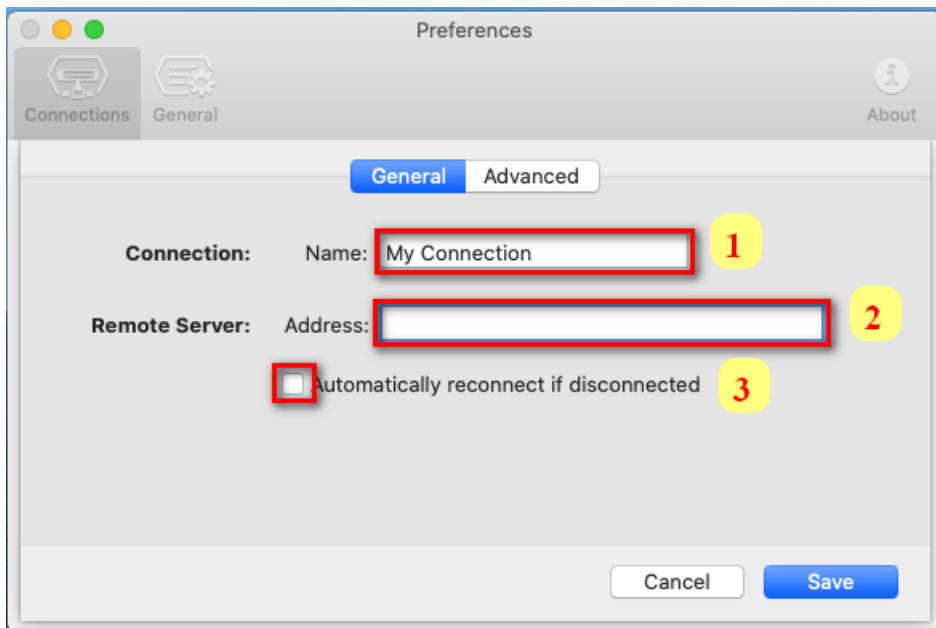 Preferences
Connections General About
General Advanced
Connection: Name: My Connection 1
Remote Server: Address: 2
Automatically reconnect if disconnected 3
Cancel Save